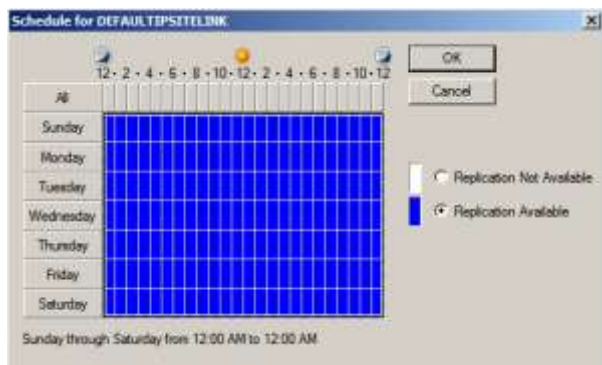 Schedule for DEFAULTIPSITELINK
OK
12 · 2 · 4 · 6 · 8 · 10 · 12 · 2 · 4 · 6 · 8 · 10 · 12
Cancel
All
Sunday
Monday
Tuesday
Wednesday
Thursday
Friday
Saturday
Replication Not Available
Replication Available
Sunday through Saturday from 12:00 AM to 12:00 AM